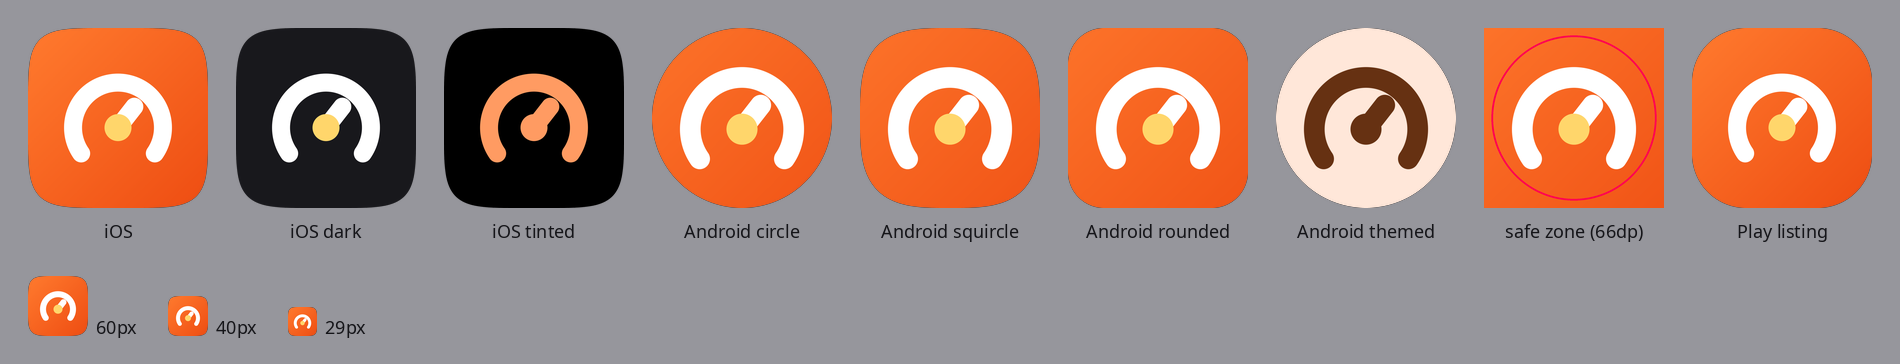 iOS
iOS dark
iOS tinted
Android circle
Android squircle
Android rounded
Android themed
safe zone (66dp)
Play listing
60px
40px
29px